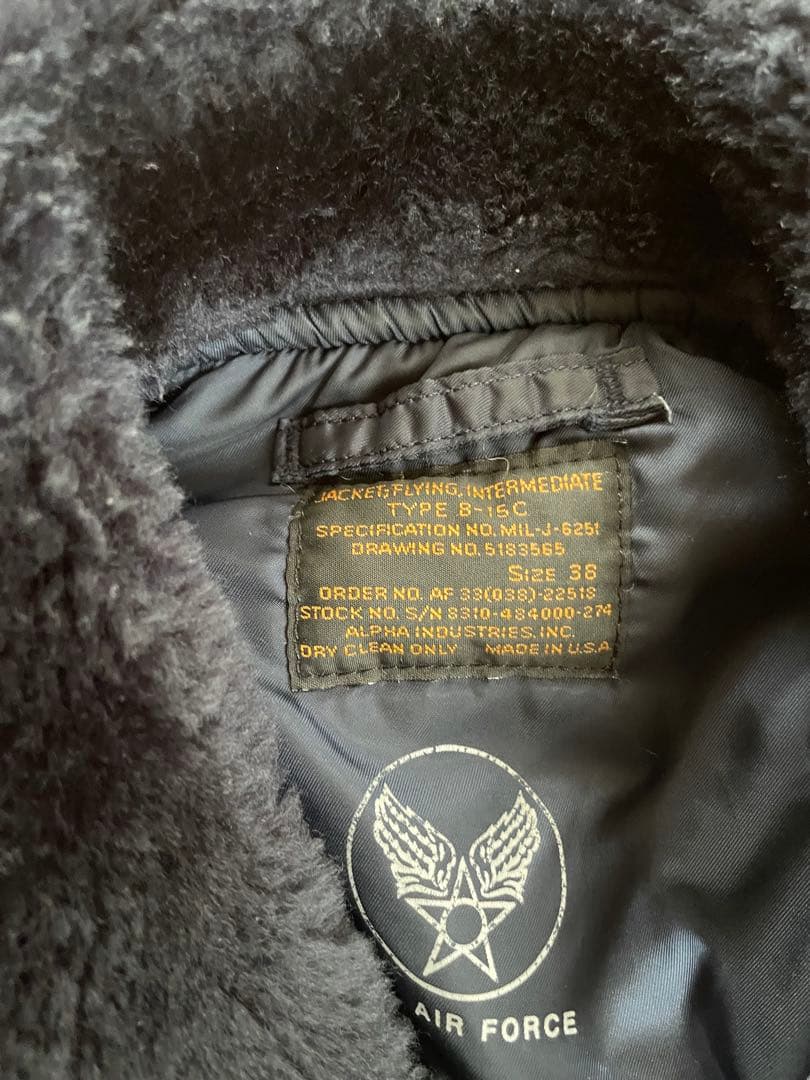 JACKET, FLYING, INTERMEDIATE
TYPE B-15C
SPECIFICATION NO. MIL-J-6251
DRAWING NO. 5183565
SIZE 38
ORDER NO. AF 33(038)-22518
STOCK NO. S/N 8310-484000-274
ALPHA INDUSTRIES, INC.
DRY CLEAN ONLY MADE IN U.S.A
AIR FORCE